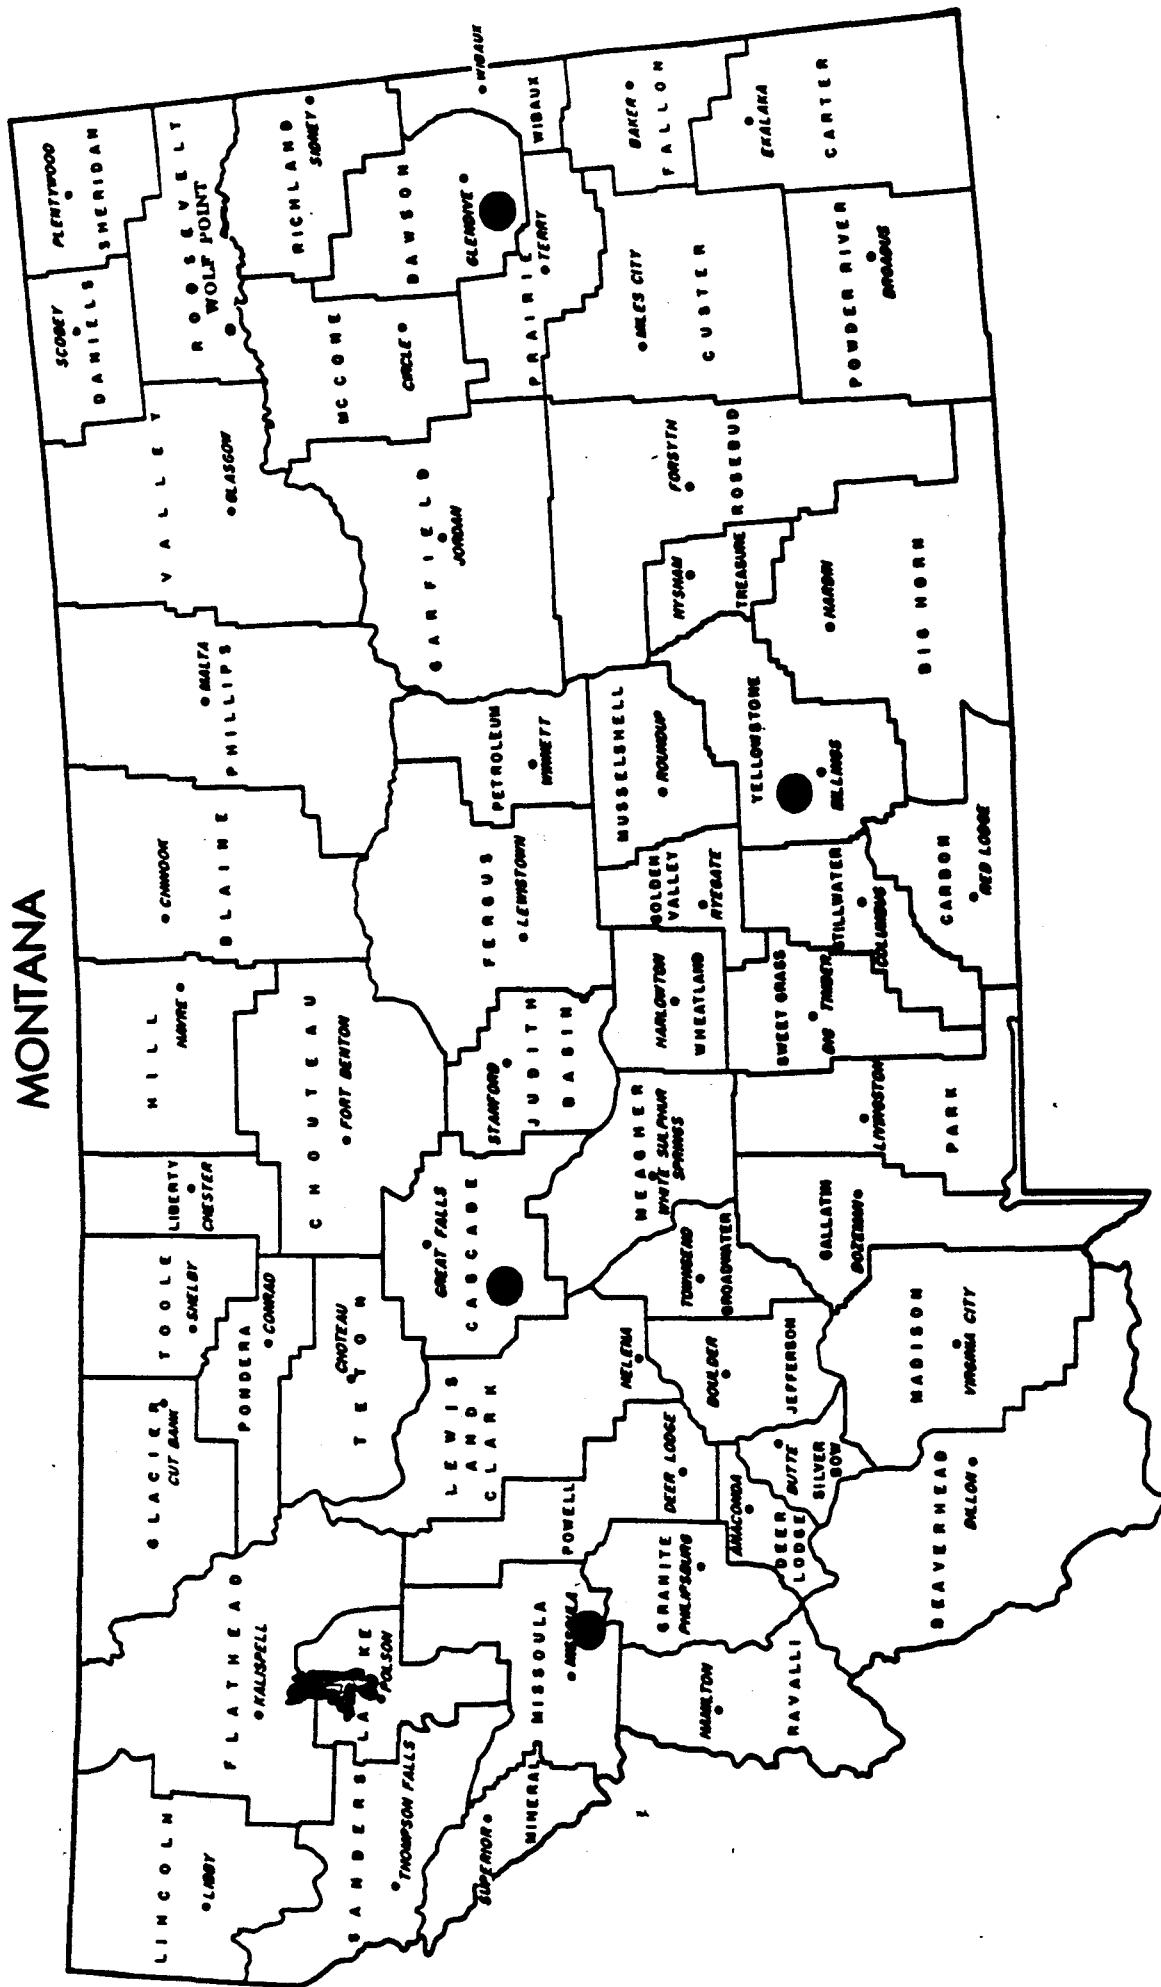 MONTANA
LINCOLN
LIBBY
FLATHEAD
KALISPELL
GLACIER
CUT BANK
TOOLE
SHELBY
LIBERTY
CHESTER
HILL
HAVRE
BLAINE
CHINOOK
PHILLIPS
MALTA
VALLEY
GLASGOW
SCOBEY
DANIELS
PLENTYWOOD
SHERIDAN
ROOSEVELT
WOLF POINT
PONDERA
CONRAD
SANDERS
THOMPSON FALLS
LAKE
POLSON
TETON
CHOTEAU
CHOUTEAU
FORT BENTON
MCCONE
CIRCLE
RICHLAND
SIDNEY
DAWSON
GLENDIVE
WIBAUX
WIBAUX
GARFIELD
JORDAN
PRAIRIE
TERRY
PETROLEUM
WINNETT
FERGUS
LEWISTOWN
STANFORD
JUDITH
BASIN
GREAT FALLS
CASCADE
LEWIS
AND
CLARK
HELENA
POWELL
DEER LODGE
MISSOULA
MISSOULA
SUPERIOR
MINERAL
GRANITE
PHILIPSBURG
HAMILTON
RAVALLI
ANACONDA
DEER
LODGE
BUTTE
SILVER
BOW
BOULDER
JEFFERSON
TOWNSEND
BROADWATER
MEAGHER
WHITE SULPHUR
SPRINGS
HARLOWTON
WHEATLAND
GOLDEN
VALLEY
RYEGATE
MUSSELSHELL
ROUNDUP
HYSHAM
TREASURE
FORSYTH
ROSEBUD
MILES CITY
CUSTER
BAKER
FALLON
EKALAKA
CARTER
POWDER RIVER
BROADUS
BIG HORN
HARDIN
YELLOWSTONE
BILLINGS
STILLWATER
COLUMBUS
CARBON
RED LODGE
SWEET GRASS
BIG TIMBER
LIVINGSTON
PARK
GALLATIN
BOZEMAN
MADISON
VIRGINIA CITY
BEAVERHEAD
DILLON